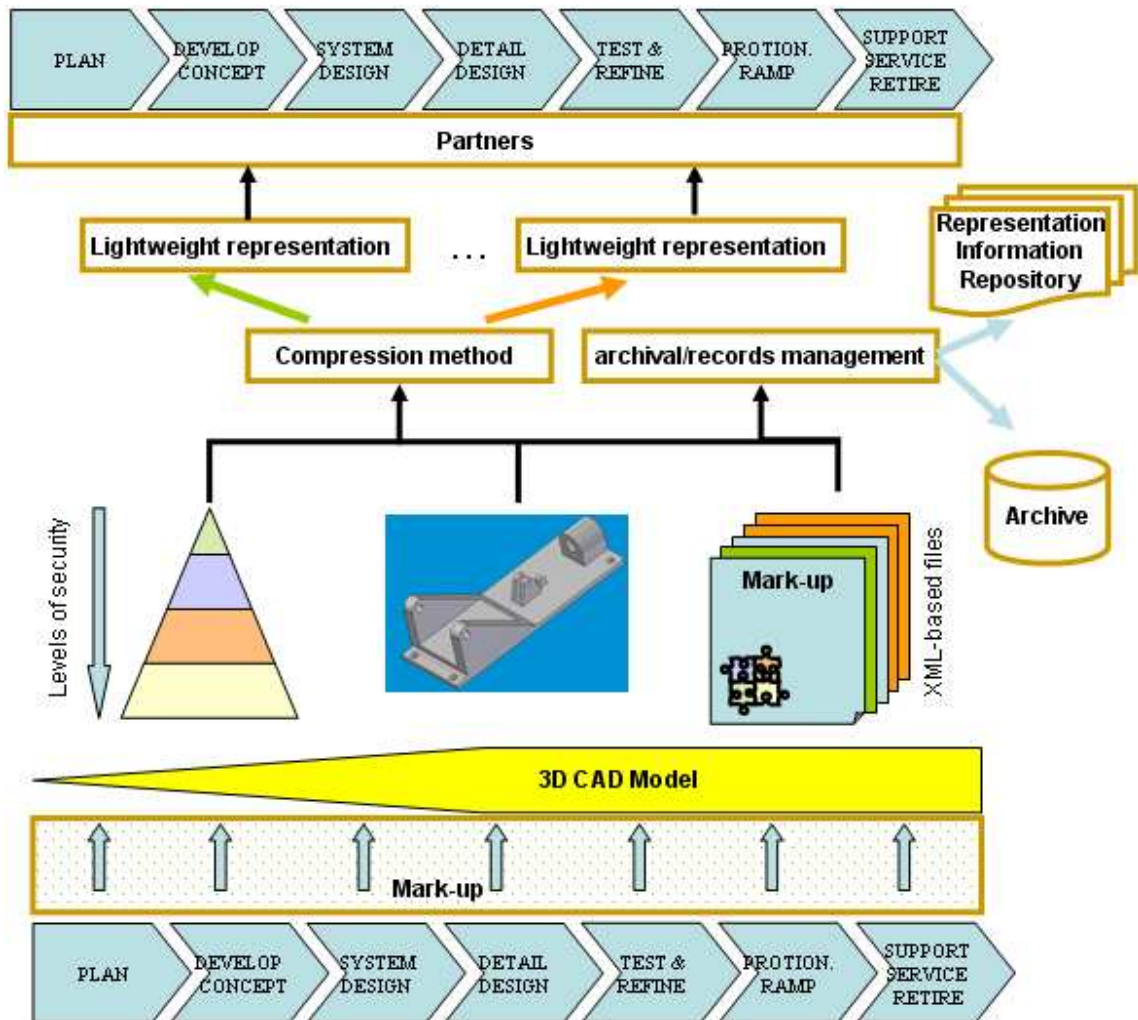 PLAN
DEVELOP
CONCEPT
SYSTEM
DESIGN
DETAIL
DESIGN
TEST &
REFINE
PROTION.
RAMP
SUPPORT
SERVICE
RETIRE
Partners
Lightweight representation
. . .
Lightweight representation
Representation
Information
Repository
Compression method
archival/records management
Archive
Levels of security
Mark-up
XML-based files
3D CAD Model
Mark-up
PLAN
DEVELOP
CONCEPT
SYSTEM
DESIGN
DETAIL
DESIGN
TEST &
REFINE
PROTION.
RAMP
SUPPORT
SERVICE
RETIRE